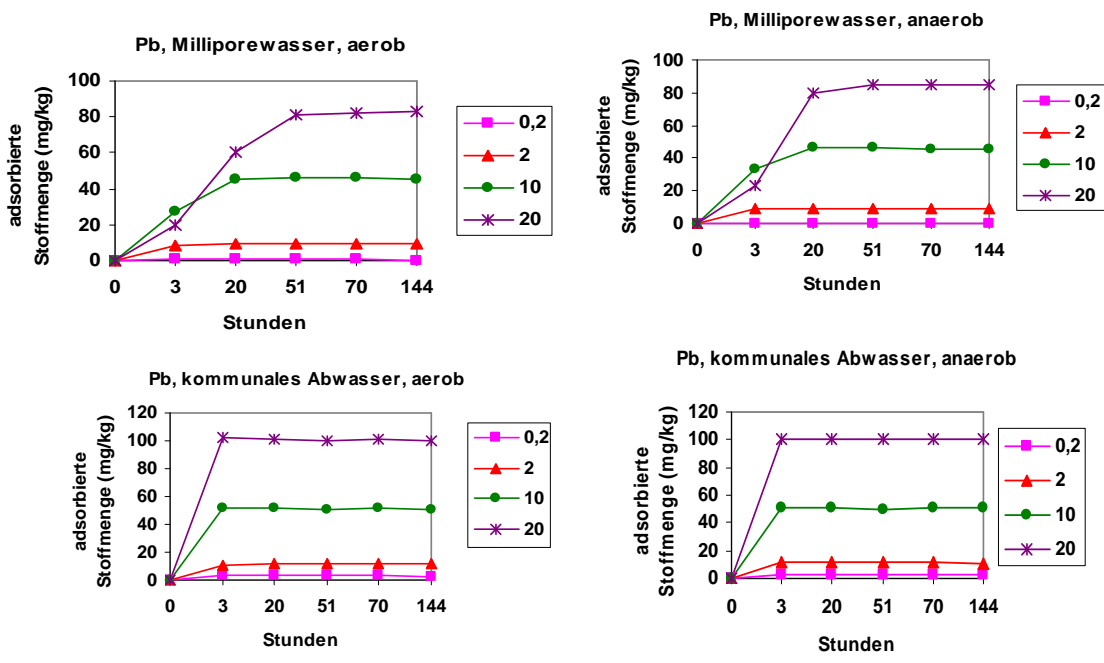 Pb, Milliporewasser, aerob
adsorbierte
Stoffmenge (mg/kg)
100
80
60
40
20
0
0 3 20 51 70 144
Stunden
0,2
2
10
20
Pb, Milliporewasser, anaerob
adsorbierte
Stoffmenge (mg/kg)
100
80
60
40
20
0
0 3 20 51 70 144
Stunden
0,2
2
10
20
Pb, kommunales Abwasser, aerob
adsorbierte
Stoffmenge (mg/kg)
120
100
80
60
40
20
0
0 3 20 51 70 144
Stunden
0,2
2
10
20
Pb, kommunales Abwasser, anaerob
adsorbierte
Stoffmenge (mg/kg)
120
100
80
60
40
20
0
0 3 20 51 70 144
Stunden
0,2
2
10
20